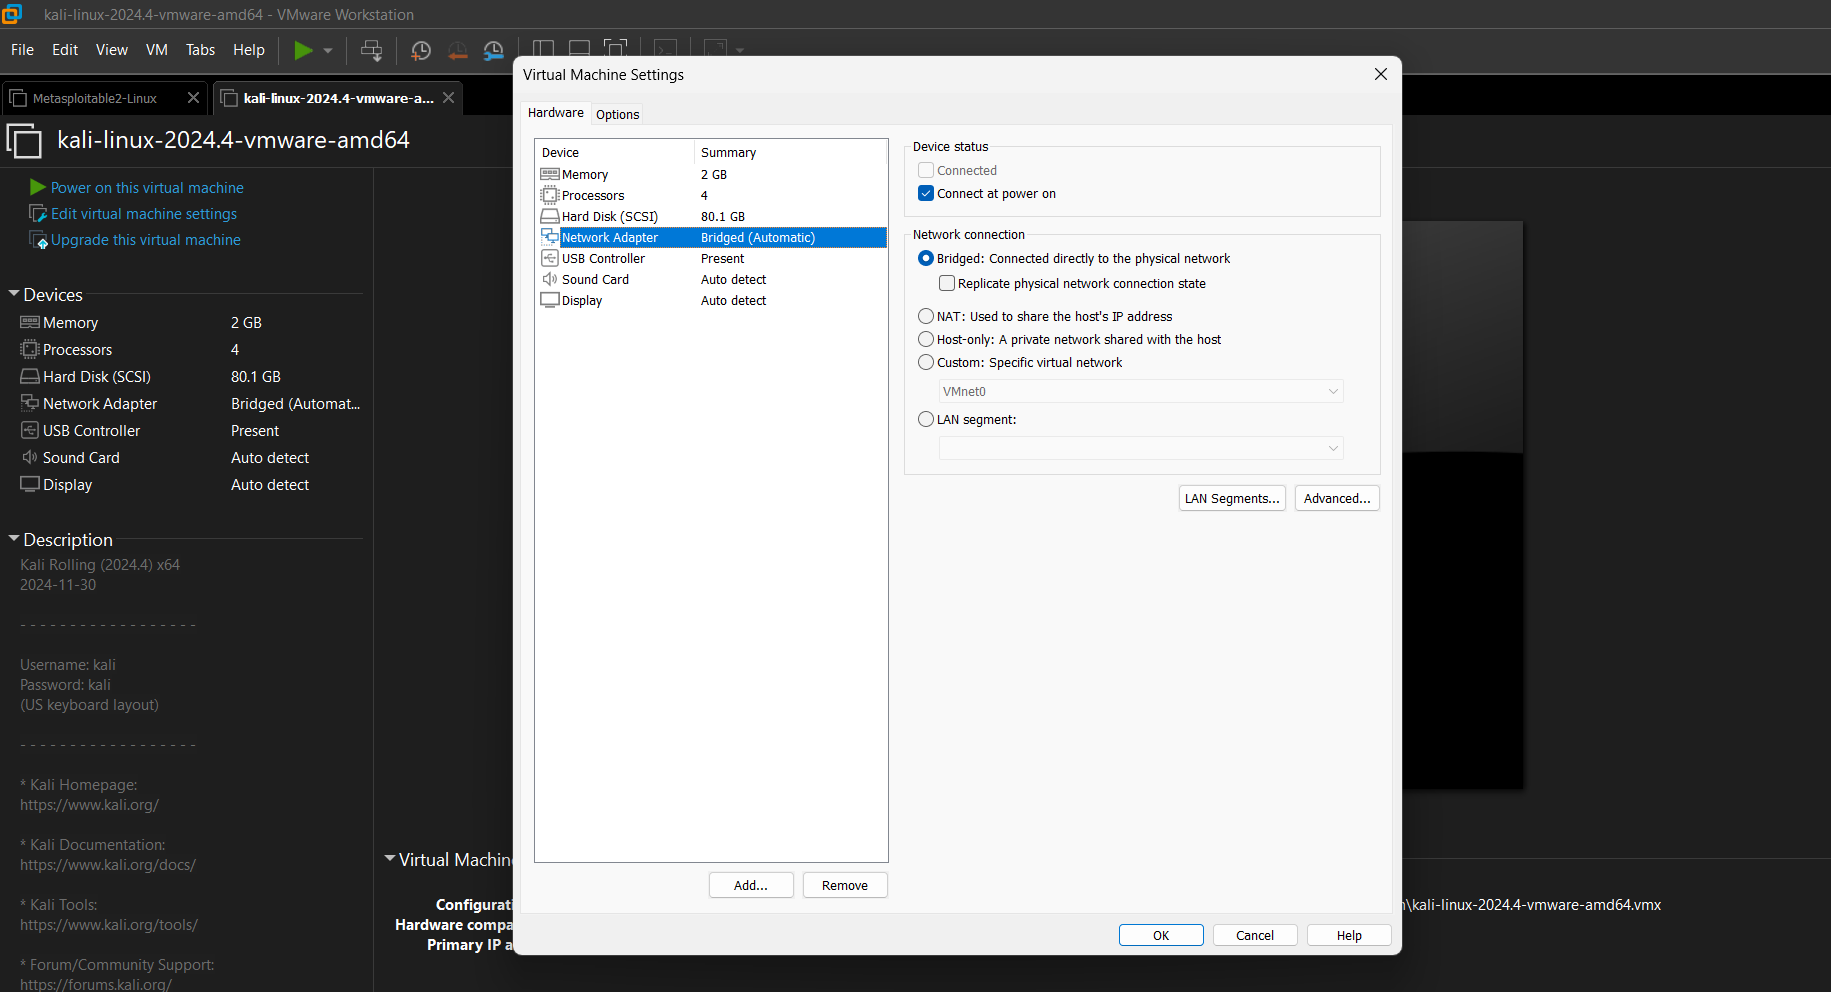 kali-linux-2024.4-vmware-amd64 - VMware Workstation
File Edit View VM Tabs Help
Metasploitable2-Linux
kali-linux-2024.4-vmware-a...
kali-linux-2024.4-vmware-amd64
Power on this virtual machine
Edit virtual machine settings
Upgrade this virtual machine
Devices
Memory 2 GB
Processors 4
Hard Disk (SCSI) 80.1 GB
Network Adapter Bridged (Automat...
USB Controller Present
Sound Card Auto detect
Display Auto detect
Description
Kali Rolling (2024.4) x64
2024-11-30
- - - - - - - - - - - - - - - - - -
Username: kali
Password: kali
(US keyboard layout)
- - - - - - - - - - - - - - - - - -
* Kali Homepage:
https://www.kali.org/
* Kali Documentation:
https://www.kali.org/docs/
* Kali Tools:
https://www.kali.org/tools/
* Forum/Community Support:
https://forums.kali.org/
Virtual Machin
Configurati
\kali-linux-2024.4-vmware-amd64.vmx
Hardware compa
Primary IP a
Virtual Machine Settings
Hardware Options
Device Summary
Memory 2 GB
Processors 4
Hard Disk (SCSI) 80.1 GB
Network Adapter Bridged (Automatic)
USB Controller Present
Sound Card Auto detect
Display Auto detect
Add... Remove
Device status
Connected
Connect at power on
Network connection
Bridged: Connected directly to the physical network
Replicate physical network connection state
NAT: Used to share the host's IP address
Host-only: A private network shared with the host
Custom: Specific virtual network
VMnet0
LAN segment:
LAN Segments... Advanced...
OK Cancel Help